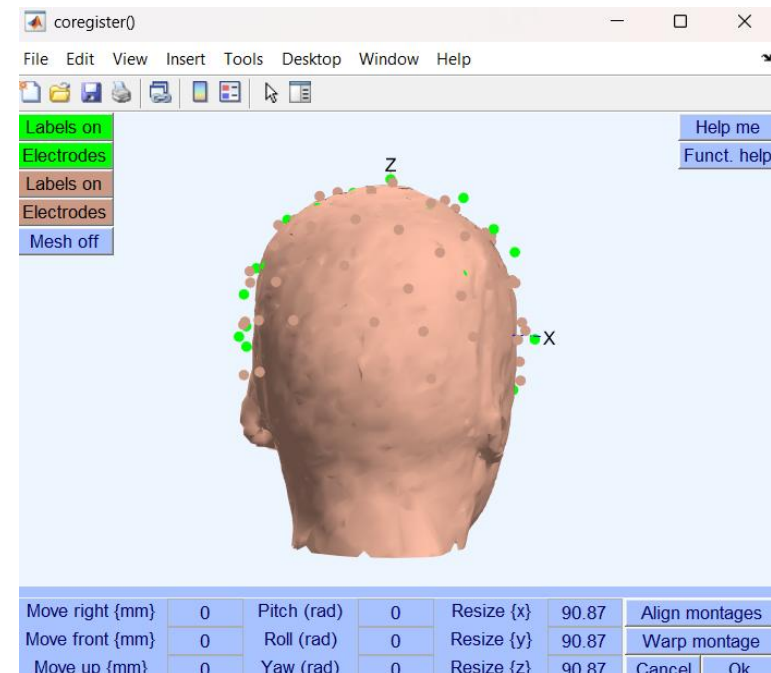 coregister()
File Edit View Insert Tools Desktop Window Help
Labels on
Help me
Electrodes
Funct. help
Labels on
Electrodes
Mesh off
Z
X
Move right {mm} 0 Pitch (rad) 0 Resize {x} 90.87 Align montages
Move front {mm} 0 Roll (rad) 0 Resize {y} 90.87 Warp montage
Move up {mm} 0 Yaw (rad) 0 Resize {z} 90.87 Cancel Ok